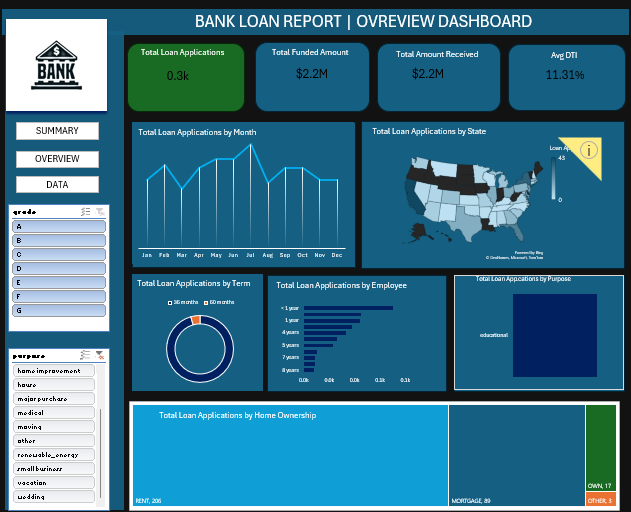 BANK LOAN REPORT | OVREVIEW DASHBOARD
BANK
SUMMARY
OVERVIEW
DATA
grade
A
B
C
D
E
F
G
purpose
home improvement
house
major purchase
medical
moving
other
renewable_energy
small business
vacation
wedding
Total Loan Applications
0.3k
Total Funded Amount
$2.2M
Total Amount Received
$2.2M
Avg DTI
11.31%
Total Loan Applications by Month
Jan Feb Mar Apr May Jun Jul Aug Sep Oct Nov Dec
Total Loan Applications by State
Loan Ap
43
0
Powered by Bing
© GeoNames, Microsoft, TomTom
Total Loan Applications by Term
36 months 60 months
Total Loan Applications by Employee
< 1 year
1 year
4 years
5 years
7 years
8 years
0.0k 0.0k 0.0k 0.1k 0.1k
Total Loan Applications by Purpose
educational
Total Loan Applications by Home Ownership
RENT, 206
MORTGAGE, 89
OWN, 17
OTHER, 3